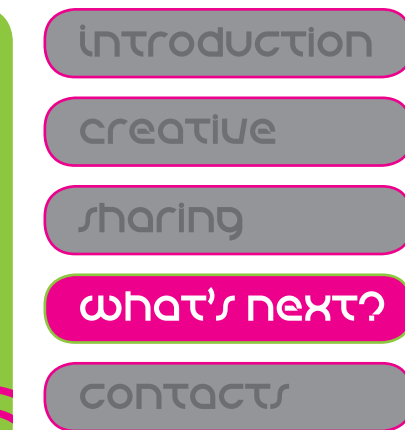 introduction
creative
sharing
what's next?
contacts